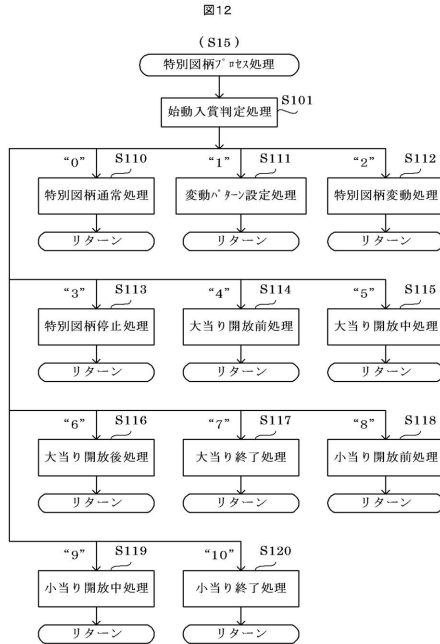 図12
(S15)
特別図柄プロセス処理
S101
始動入賞判定処理
"0" S110 "1" S111 "2" S112
特別図柄通常処理 変動パターン設定処理 特別図柄変動処理
リターン リターン リターン
"3" S113 "4" S114 "5" S115
特別図柄停止処理 大当り開放前処理 大当り開放中処理
リターン リターン リターン
"6" S116 "7" S117 "8" S118
大当り開放後処理 大当り終了処理 小当り開放前処理
リターン リターン リターン
"9" S119 "10" S120
小当り開放中処理 小当り終了処理
リターン リターン